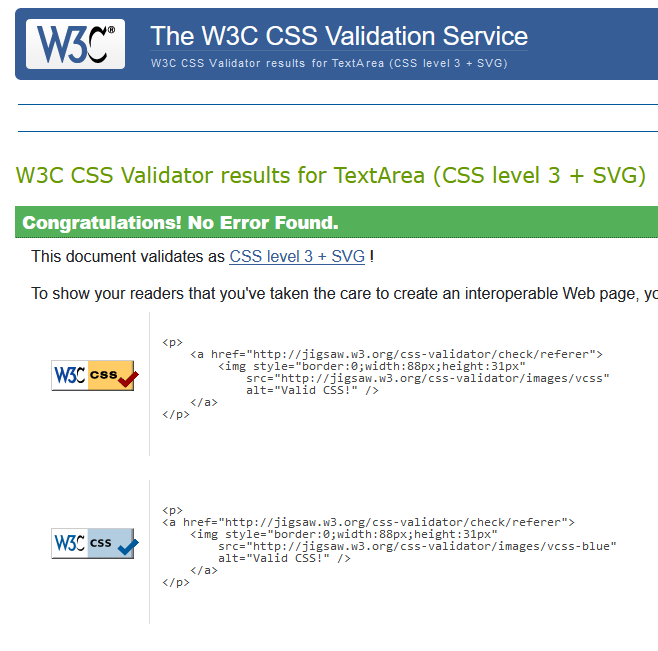 W3C®
The W3C CSS Validation Service
W3C CSS Validator results for TextArea (CSS level 3 + SVG)
W3C CSS Validator results for TextArea (CSS level 3 + SVG)
Congratulations! No Error Found.
This document validates as CSS level 3 + SVG !
To show your readers that you've taken the care to create an interoperable Web page,
W3C css
<p>
<a href="http://jigsaw.w3.org/css-validator/check/referer">
<img style="border:0;width:88px;height:31px"
src="http://jigsaw.w3.org/css-validator/images/vcss"
alt="Valid CSS!" />
</a>
</p>
W3C css
<p>
<a href="http://jigsaw.w3.org/css-validator/check/referer">
<img style="border:0;width:88px;height:31px"
src="http://jigsaw.w3.org/css-validator/images/vcss-blue"
alt="Valid CSS!" />
</a>
</p>